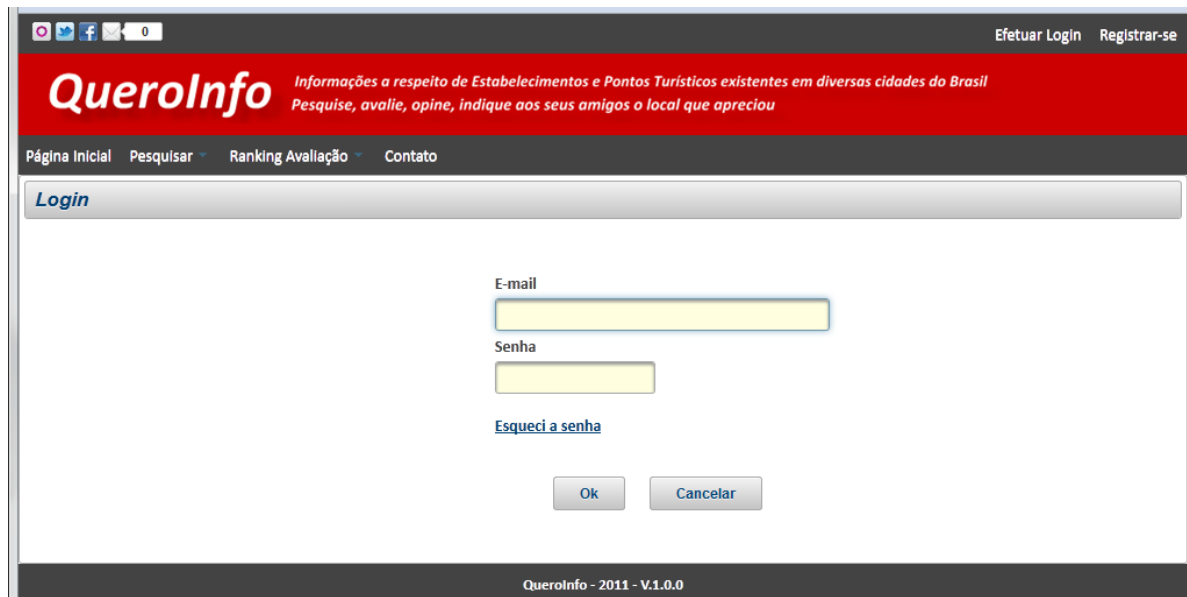 0
Efetuar Login Registrar-se
QueroInfo
Informações a respeito de Estabelecimentos e Pontos Turísticos existentes em diversas cidades do Brasil
Pesquise, avalie, opine, indique aos seus amigos o local que apreciou
Página Inicial Pesquisar Ranking Avaliação Contato
Login
E-mail
Senha
Esqueci a senha
Ok Cancelar
QueroInfo - 2011 - V.1.0.0